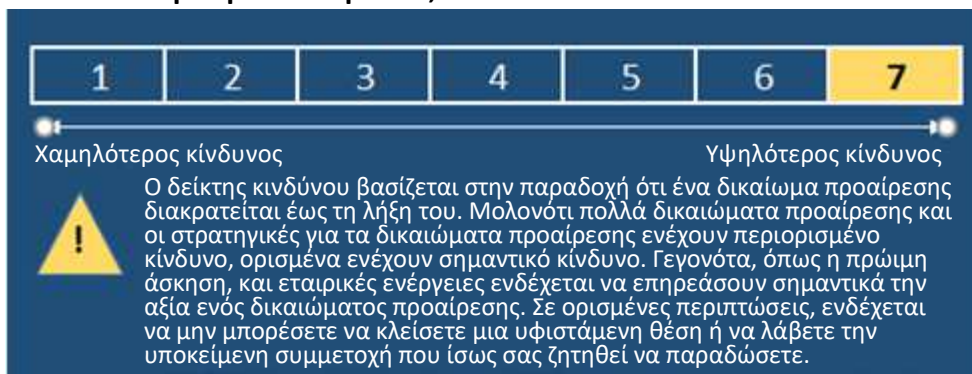 1 2 3 4 5 6 7
Χαμηλότερος κίνδυνος Υψηλότερος κίνδυνος
Ο δείκτης κινδύνου βασίζεται στην παραδοχή ότι ένα δικαίωμα προαίρεσης
διακρατείται έως τη λήξη του. Μολονότι πολλά δικαιώματα προαίρεσης και
οι στρατηγικές για τα δικαιώματα προαίρεσης ενέχουν περιορισμένο
κίνδυνο, ορισμένα ενέχουν σημαντικό κίνδυνο. Γεγονότα, όπως η πρώιμη
άσκηση, και εταιρικές ενέργειες ενδέχεται να επηρεάσουν σημαντικά την
αξία ενός δικαιώματος προαίρεσης. Σε ορισμένες περιπτώσεις, ενδέχεται
να μην μπορέσετε να κλείσετε μια υφιστάμενη θέση ή να λάβετε την
υποκείμενη συμμετοχή που ίσως σας ζητηθεί να παραδώσετε.